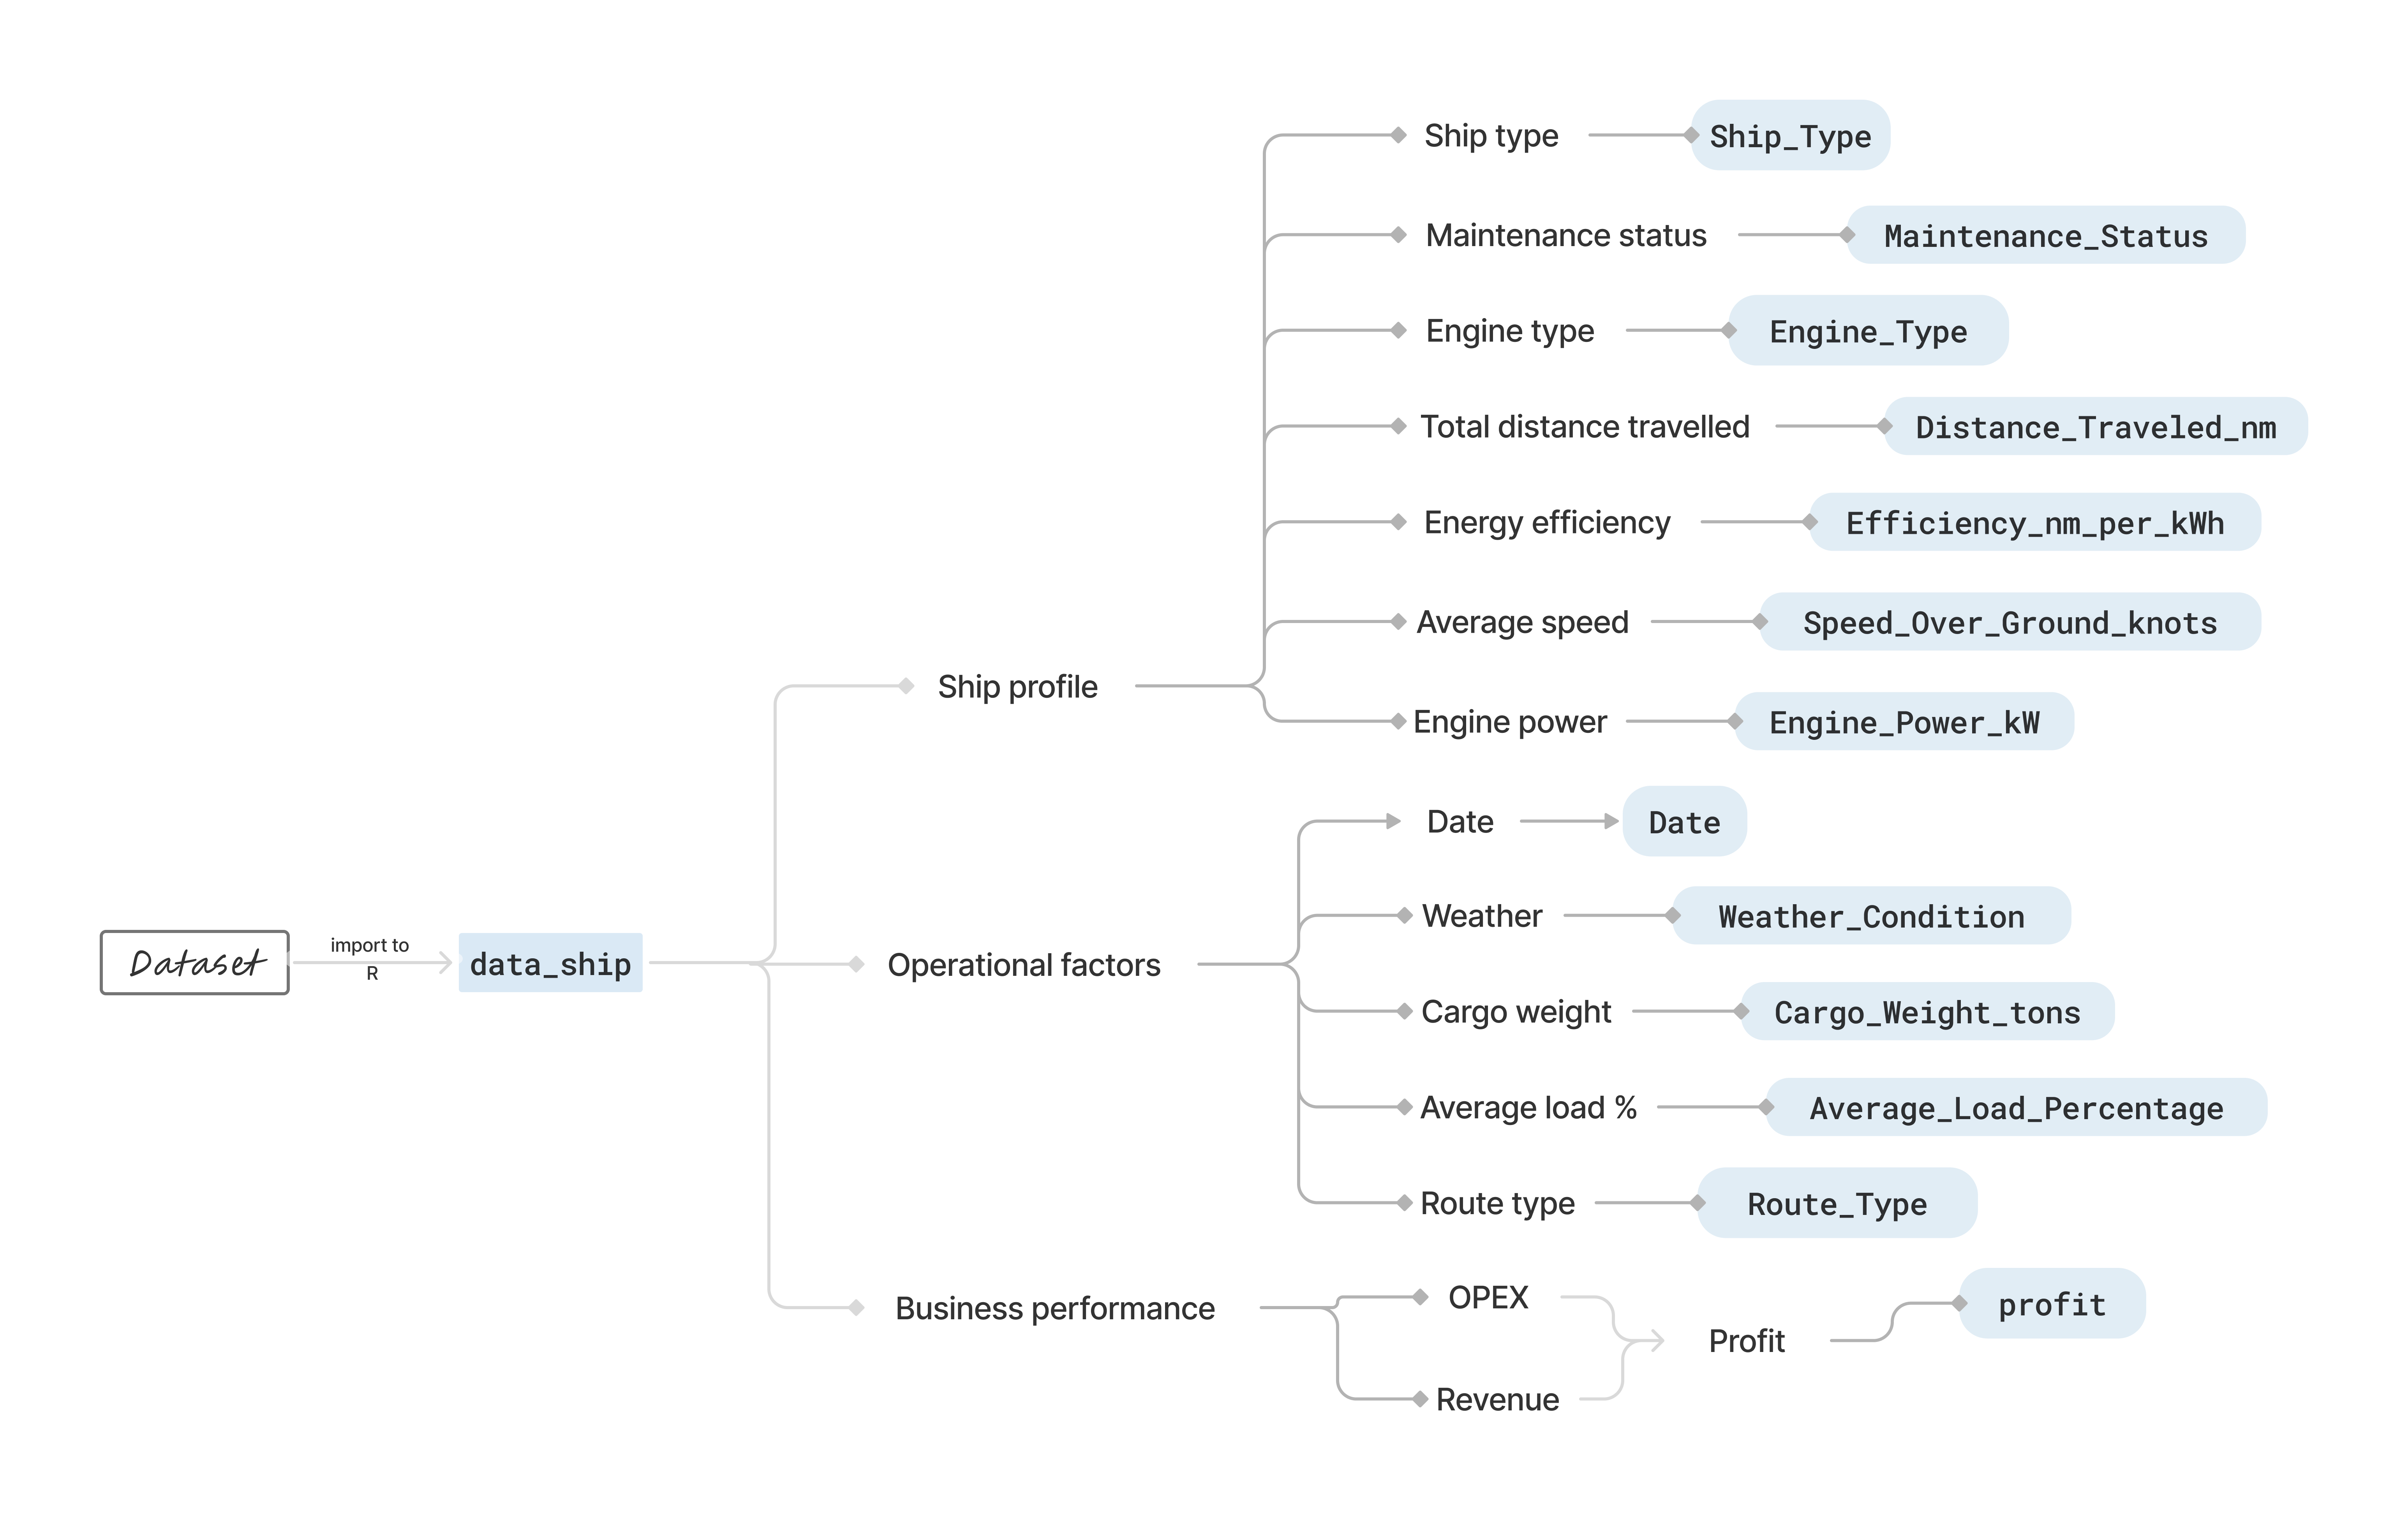 Ship type
Ship_Type
Maintenance status
Maintenance_Status
Engine type
Engine_Type
Total distance travelled
Distance_Traveled_nm
Energy efficiency
Efficiency_nm_per_kWh
Average speed
Speed_Over_Ground_knots
Ship profile
Engine power
Engine_Power_kW
Date
Date
Weather
Weather_Condition
Dataset
import to
R
data_ship
Operational factors
Cargo weight
Cargo_Weight_tons
Average load %
Average_Load_Percentage
Route type
Route_Type
Business performance
OPEX
Revenue
Profit
profit